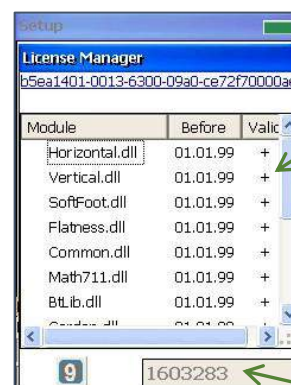 Setup
License Manager
b5ea1401-0013-6300-09a0-ce72f70000a
Module Before Valic
Horizontal.dll 01.01.99 +
Vertical.dll 01.01.99 +
SoftFoot.dll 01.01.99 +
Flatness.dll 01.01.99 +
Common.dll 01.01.99 +
Math711.dll 01.01.99 +
BtLib.dll 01.01.99 +
9 1603283